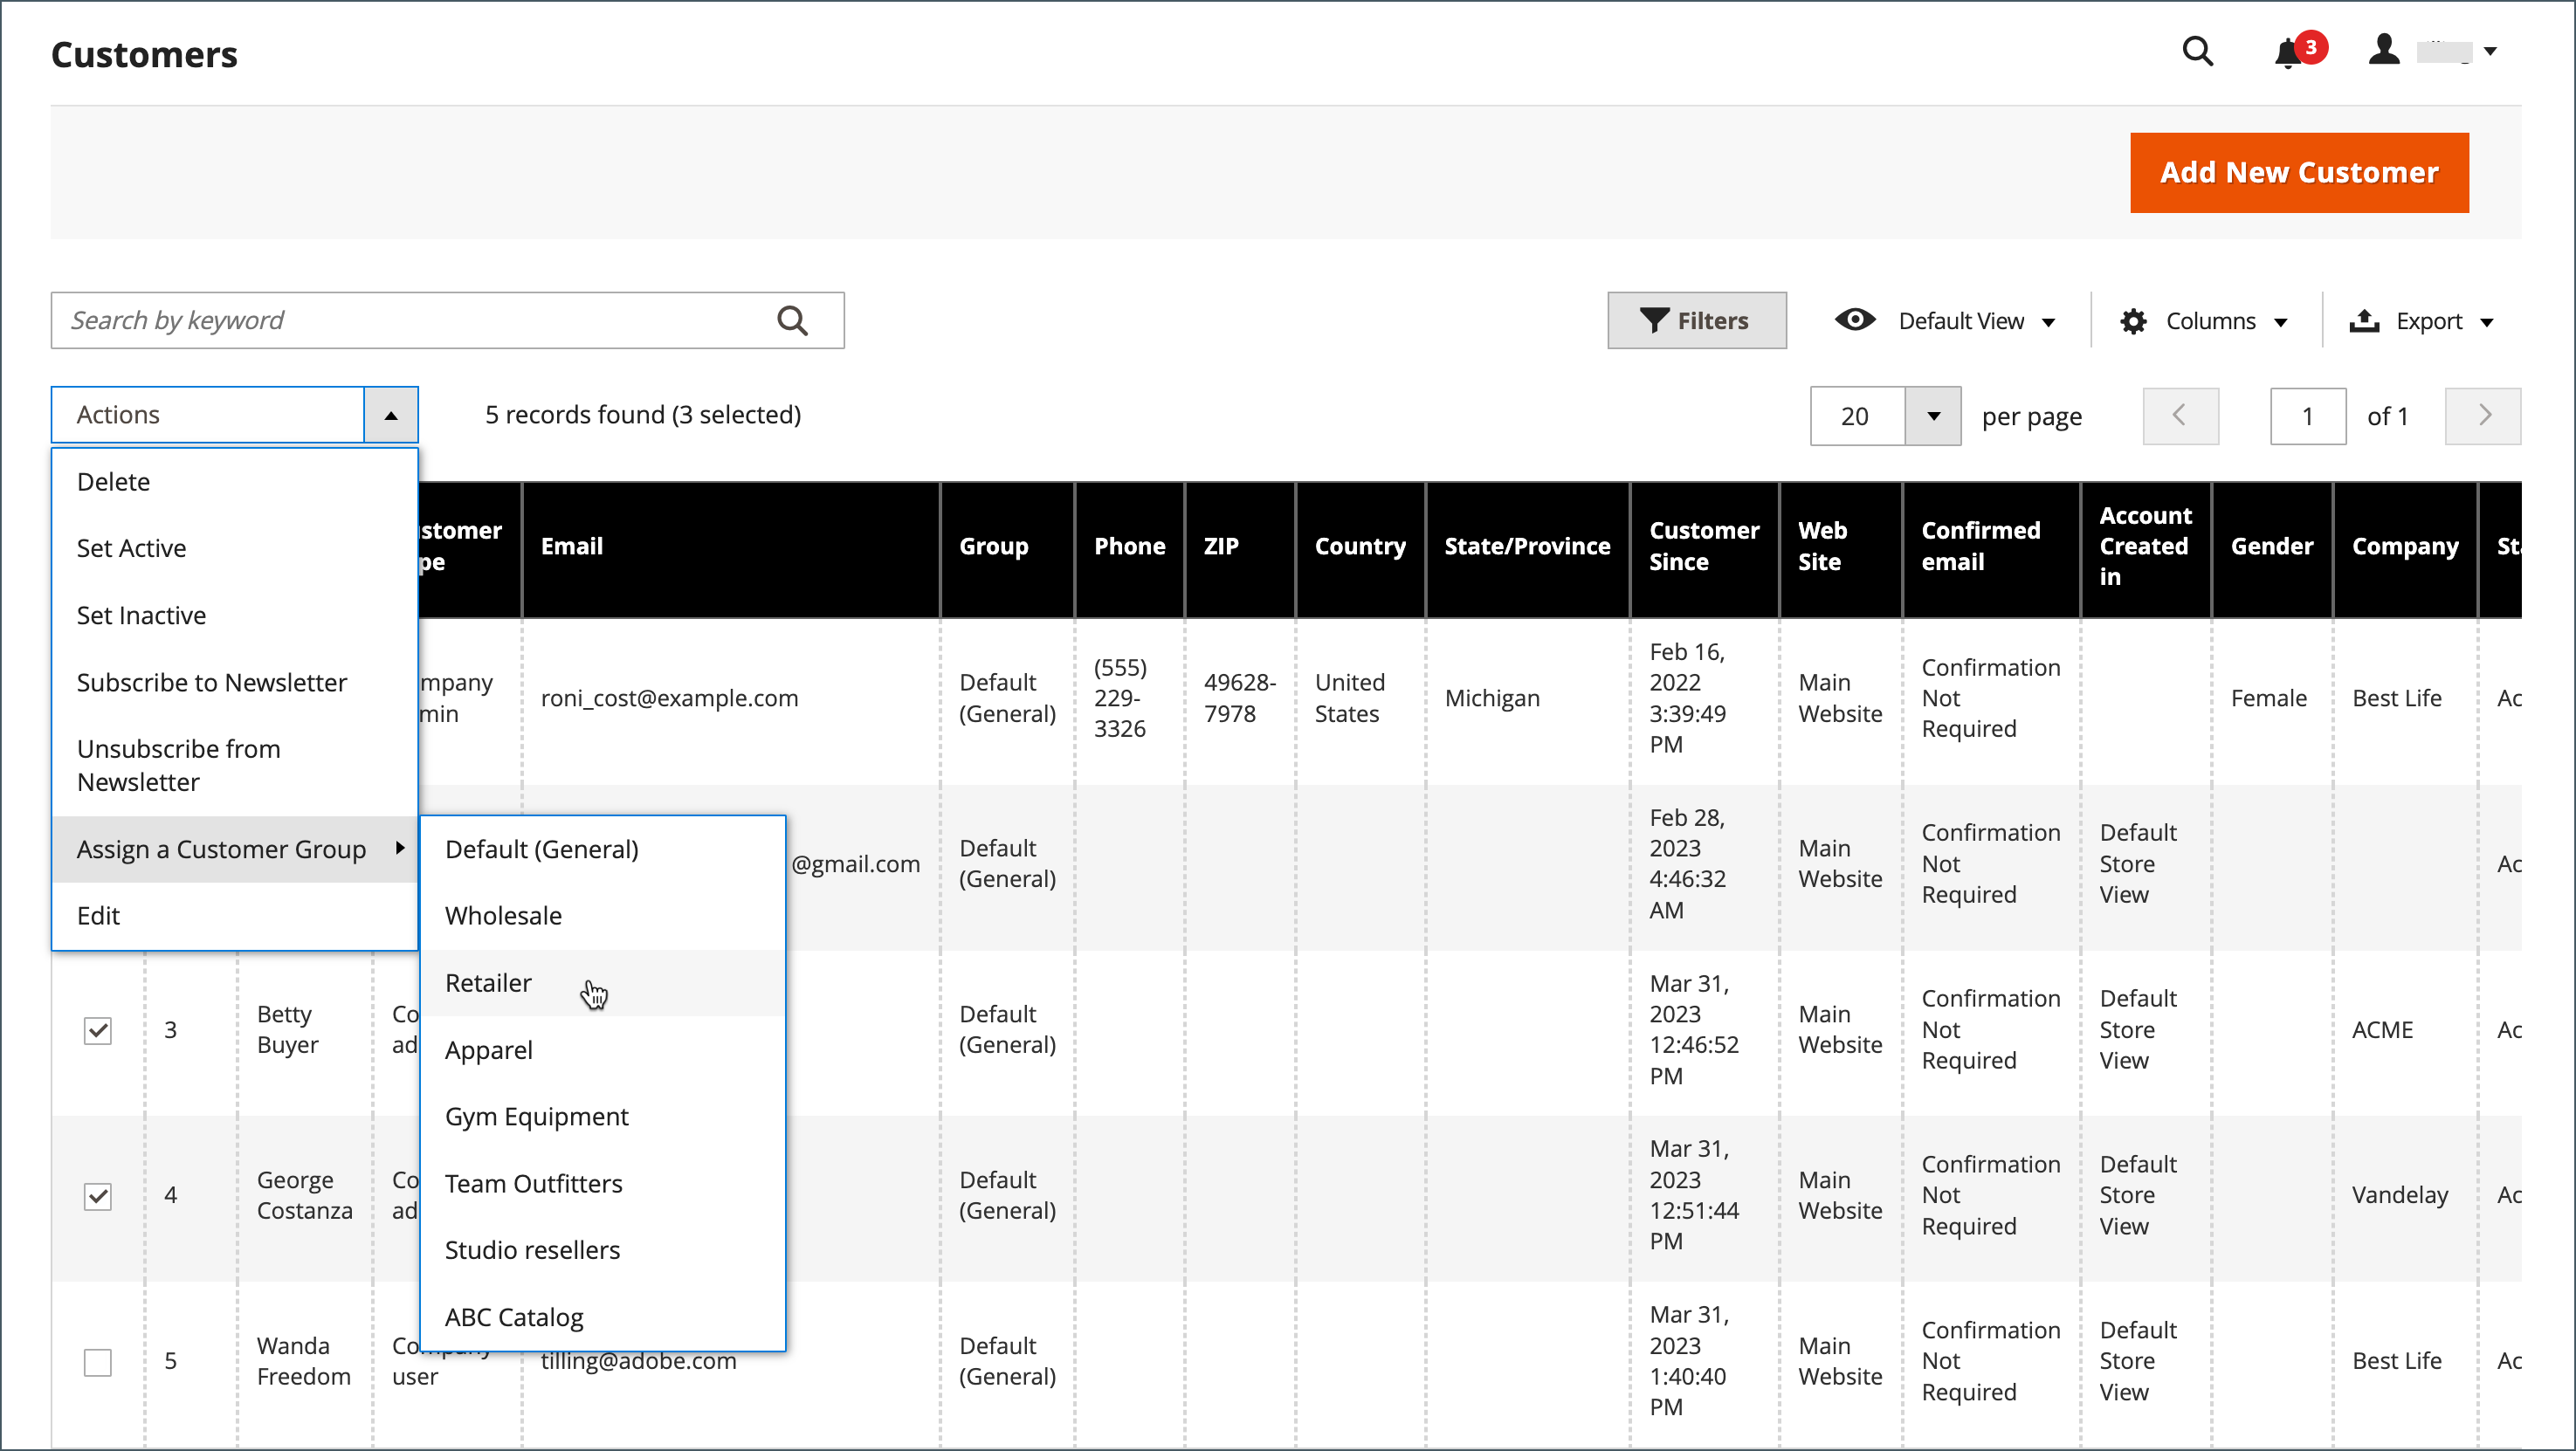 Customers
3
Add New Customer
Search by keyword
Filters
Default View
Columns
Export
Actions
5 records found (3 selected)
20
per page
1
of 1
Delete
Set Active
Set Inactive
Subscribe to Newsletter
Unsubscribe from
Newsletter
Assign a Customer Group
Edit
Default (General)
Wholesale
Retailer
Apparel
Gym Equipment
Team Outfitters
Studio resellers
ABC Catalog
stomer
pe
Email
Group
Phone
ZIP
Country
State/Province
Customer
Since
Web
Site
Confirmed
email
Account
Created
in
Gender
Company
St
mpany
min
roni_cost@example.com
Default
(General)
(555)
229-
3326
49628-
7978
United
States
Michigan
Feb 16,
2022
3:39:49
PM
Main
Website
Confirmation
Not
Required
Female
Best Life
Ac
@gmail.com
Default
(General)
Feb 28,
2023
4:46:32
AM
Main
Website
Confirmation
Not
Required
Default
Store
View
Ac
3
Betty
Buyer
Co
ad
Default
(General)
Mar 31,
2023
12:46:52
PM
Main
Website
Confirmation
Not
Required
Default
Store
View
ACME
Ac
4
George
Costanza
Co
ad
Default
(General)
Mar 31,
2023
12:51:44
PM
Main
Website
Confirmation
Not
Required
Default
Store
View
Vandelay
Ac
5
Wanda
Freedom
Company
user
tilling@adobe.com
Default
(General)
Mar 31,
2023
1:40:40
PM
Main
Website
Confirmation
Not
Required
Default
Store
View
Best Life
Ac